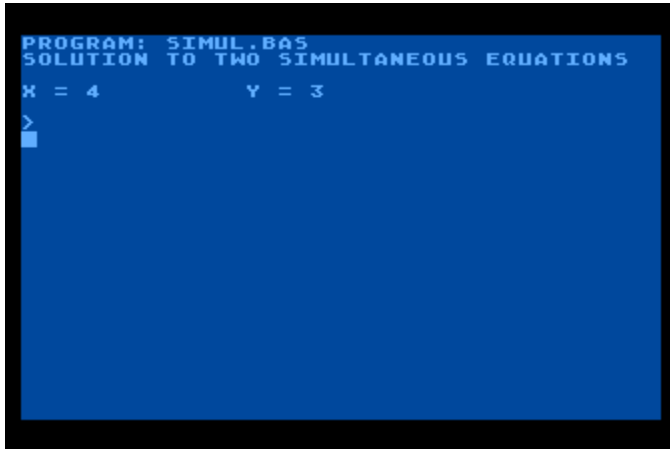 PROGRAM: SIMUL.BAS
SOLUTION TO TWO SIMULTANEOUS EQUATIONS
X = 4 Y = 3
>